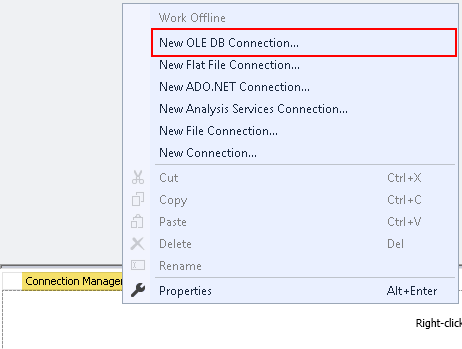 Work Offline
New OLE DB Connection...
New Flat File Connection...
New ADO.NET Connection...
New Analysis Services Connection...
New File Connection...
New Connection...
Cut Ctrl+X
Copy Ctrl+C
Paste Ctrl+V
Delete Del
Rename
Properties Alt+Enter
Connection Manager
Right-click